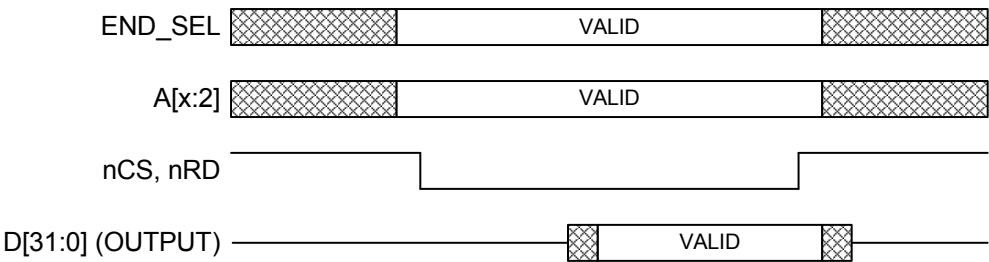 END_SEL VALID
A[x:2] VALID
nCS, nRD
D[31:0] (OUTPUT) VALID